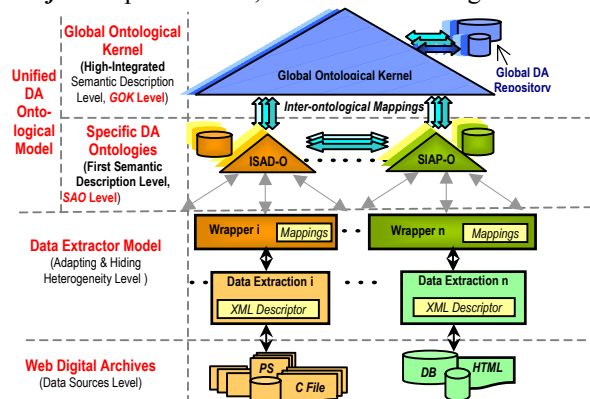 Global Ontological
Kernel
(High-Integrated
Semantic Description
Level, GOK Level)
Unified
DA
Onto-
logical
Model
Global Ontological Kernel
Global DA
Repository
Inter-ontological Mappings
Specific DA
Ontologies
(First Semantic
Description Level,
SAO Level)
ISAD-O
SIAP-O
Data Extractor Model
(Adapting & Hiding
Heterogeneity Level )
Wrapper i
Mappings
Wrapper n
Mappings
Data Extraction i
XML Descriptor
Data Extraction n
XML Descriptor
Web Digital Archives
(Data Sources Level)
PS
C File
DB
HTML